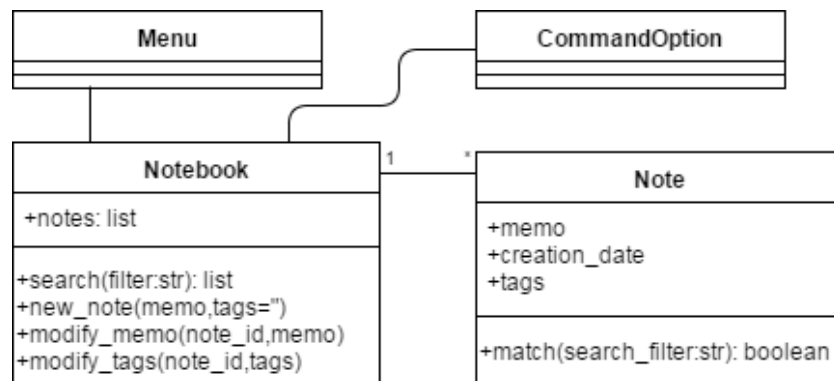 Menu
CommandOption
Notebook
+notes: list
+search(filter:str): list
+new_note(memo,tags='')
+modify_memo(note_id,memo)
+modify_tags(note_id,tags)
1
*
Note
+memo
+creation_date
+tags
+match(search_filter:str): boolean